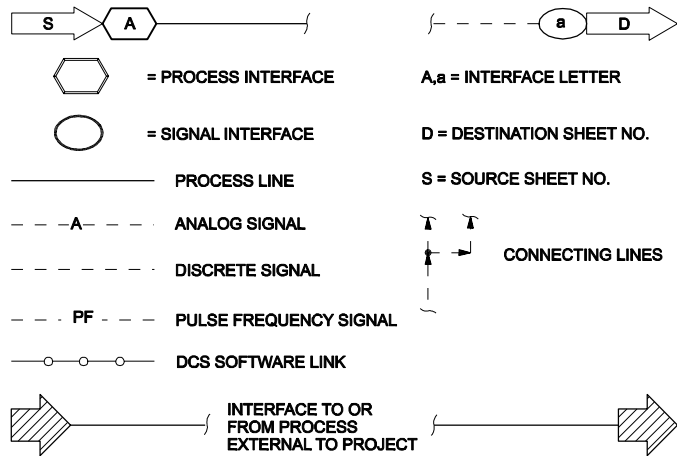 S A a D
= PROCESS INTERFACE
A,a = INTERFACE LETTER
= SIGNAL INTERFACE
D = DESTINATION SHEET NO.
PROCESS LINE
S = SOURCE SHEET NO.
A ANALOG SIGNAL
DISCRETE SIGNAL
CONNECTING LINES
PF PULSE FREQUENCY SIGNAL
DCS SOFTWARE LINK
INTERFACE TO OR
FROM PROCESS
EXTERNAL TO PROJECT